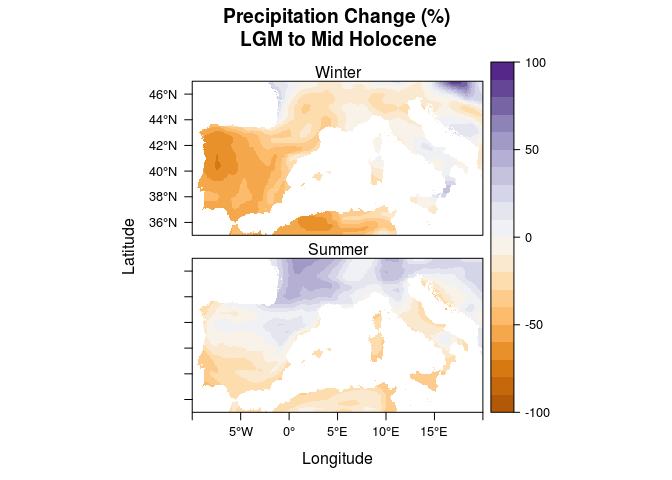 Precipitation Change (%)
LGM to Mid Holocene
Winter
46°N
44°N
42°N
40°N
38°N
36°N
Summer
Latitude
5°W 0° 5°E 10°E 15°E
Longitude
100
50
0
-50
-100